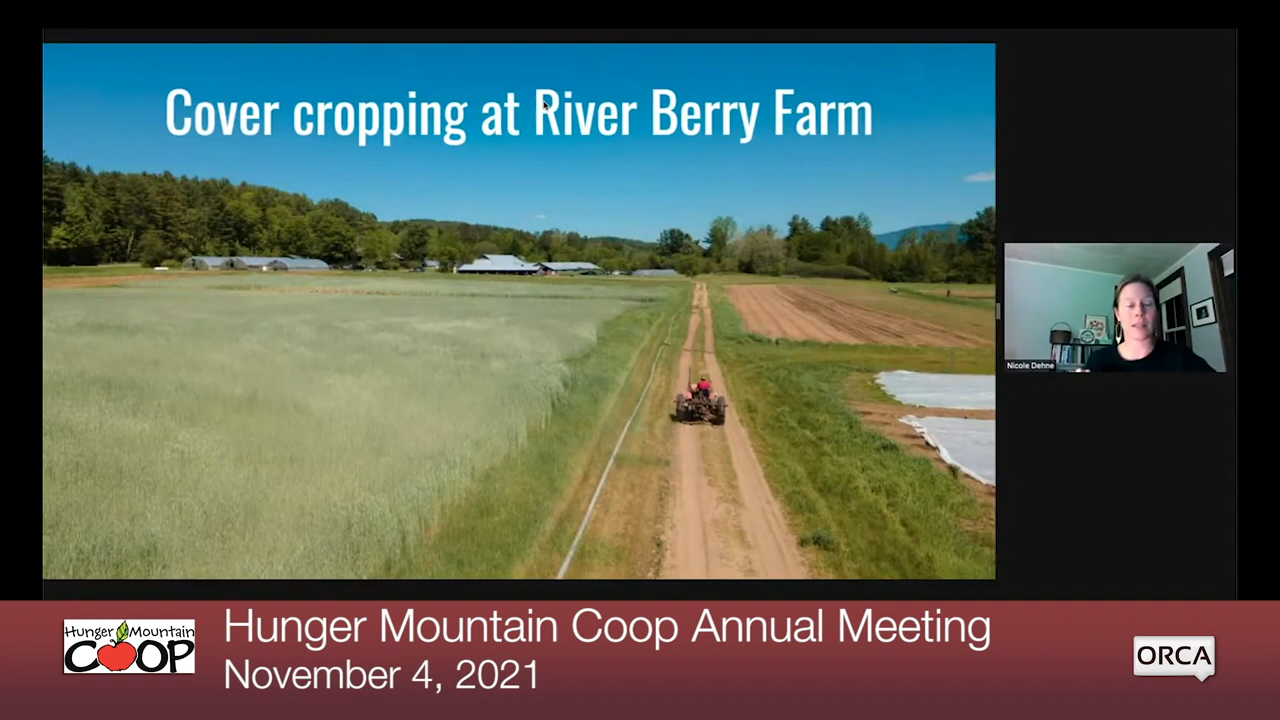 Cover cropping at River Berry Farm
Nicole Dehne
Hunger Mountain
COOP
Hunger Mountain Coop Annual Meeting
November 4, 2021
ORCA